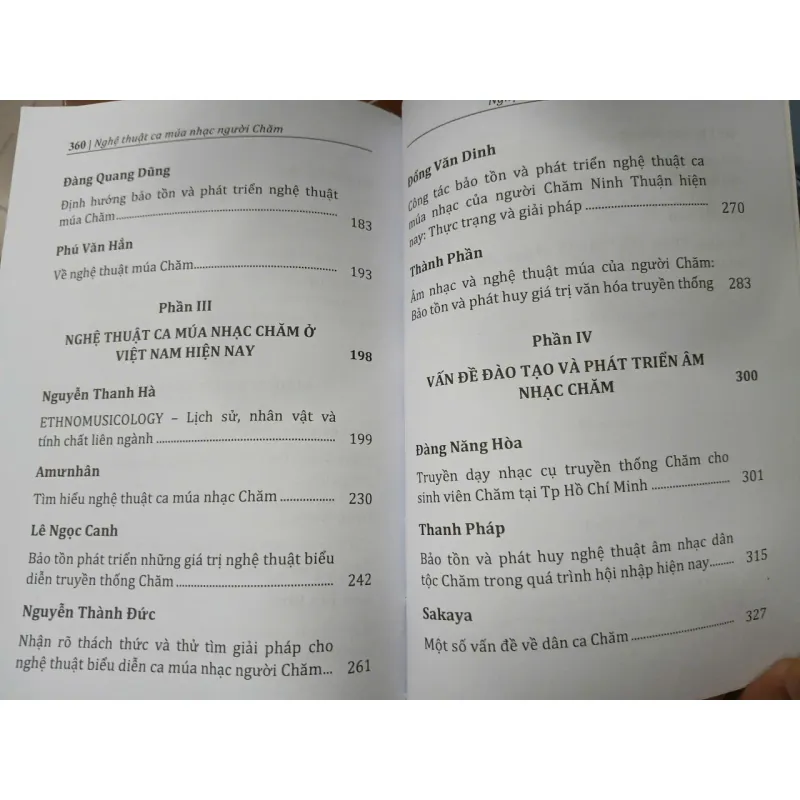 360 | Nghệ thuật ca múa nhạc người Chăm
Đàng Quang Dũng
Định hướng bảo tồn và phát triển nghệ thuật
múa Chăm 183
Phú Văn Hẳn
Về nghệ thuật múa Chăm 193
Phần III
NGHỆ THUẬT CA MÚA NHẠC CHĂM Ở
VIỆT NAM HIỆN NAY 198
Nguyễn Thanh Hà
ETHNOMUSICOLOGY – Lịch sử, nhân vật và
tính chất liên ngành 199
Amưnhân
Tìm hiểu nghệ thuật ca múa nhạc Chăm 230
Lê Ngọc Canh
Bảo tồn phát triển những giá trị nghệ thuật biểu
diễn truyền thống Chăm 242
Nguyễn Thành Đức
Nhận rõ thách thức và thử tìm giải pháp cho
nghệ thuật biểu diễn ca múa nhạc người Chăm... 261
Đổng Văn Dinh
Công tác bảo tồn và phát triển nghệ thuật ca
múa nhạc của người Chăm Ninh Thuận hiện
nay: Thực trạng và giải pháp 270
Thành Phần
Âm nhạc và nghệ thuật múa của người Chăm:
Bảo tồn và phát huy giá trị văn hóa truyền thống 283
Phần IV
VẤN ĐỀ ĐÀO TẠO VÀ PHÁT TRIỂN ÂM
NHẠC CHĂM 300
Đàng Năng Hòa
Truyền dạy nhạc cụ truyền thống Chăm cho
sinh viên Chăm tại Tp Hồ Chí Minh 301
Thanh Pháp
Bảo tồn và phát huy nghệ thuật âm nhạc dân
tộc Chăm trong quá trình hội nhập hiện nay 315
Sakaya
Một số vấn đề về dân ca Chăm 327